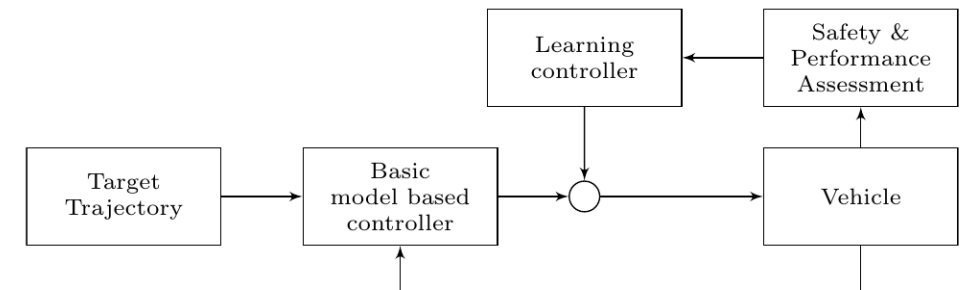 Learning
controller
Safety &
Performance
Assessment
Target
Trajectory
Basic
model based
controller
Vehicle